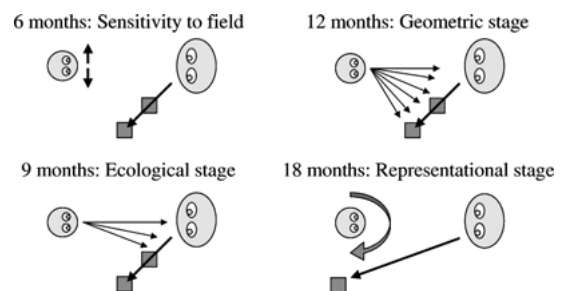 6 months: Sensitivity to field
12 months: Geometric stage
9 months: Ecological stage
18 months: Representational stage